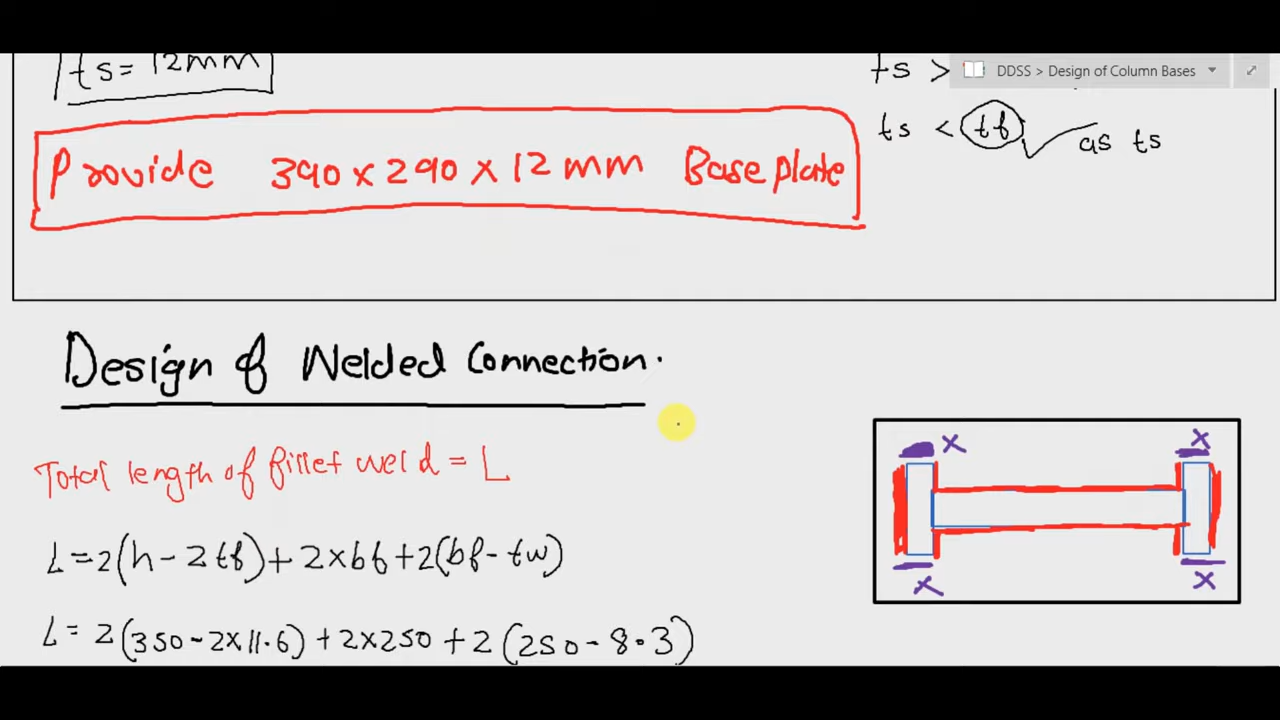 ts = 12mm
ts >
DDSS > Design of Column Bases
ts < tf as ts
Provide 390 x 290 x 12 mm Base plate
Design of Welded Connection.
Total length of fillet weld = L
L = 2(h - 2tf) + 2 x bf + 2(bf - tw)
L = 2(350 - 2x11.6) + 2x250 + 2(250 - 8.3)
x x
x x